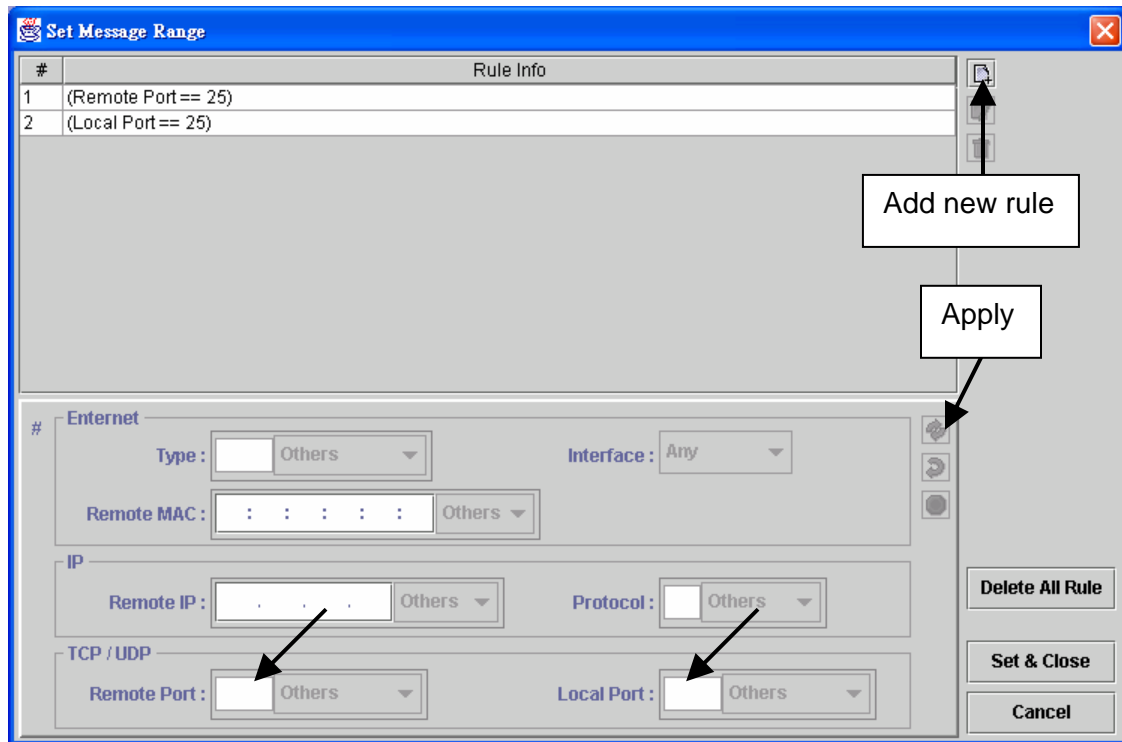 Set Message Range
# Rule Info
1 (Remote Port == 25)
2 (Local Port == 25)
Add new rule
Apply
# Enternet
Type : Others Interface : Any
Remote MAC : : : : : : Others
IP
Remote IP : . . . Others Protocol : Others
Delete All Rule
TCP / UDP
Remote Port : Others Local Port : Others
Set & Close
Cancel